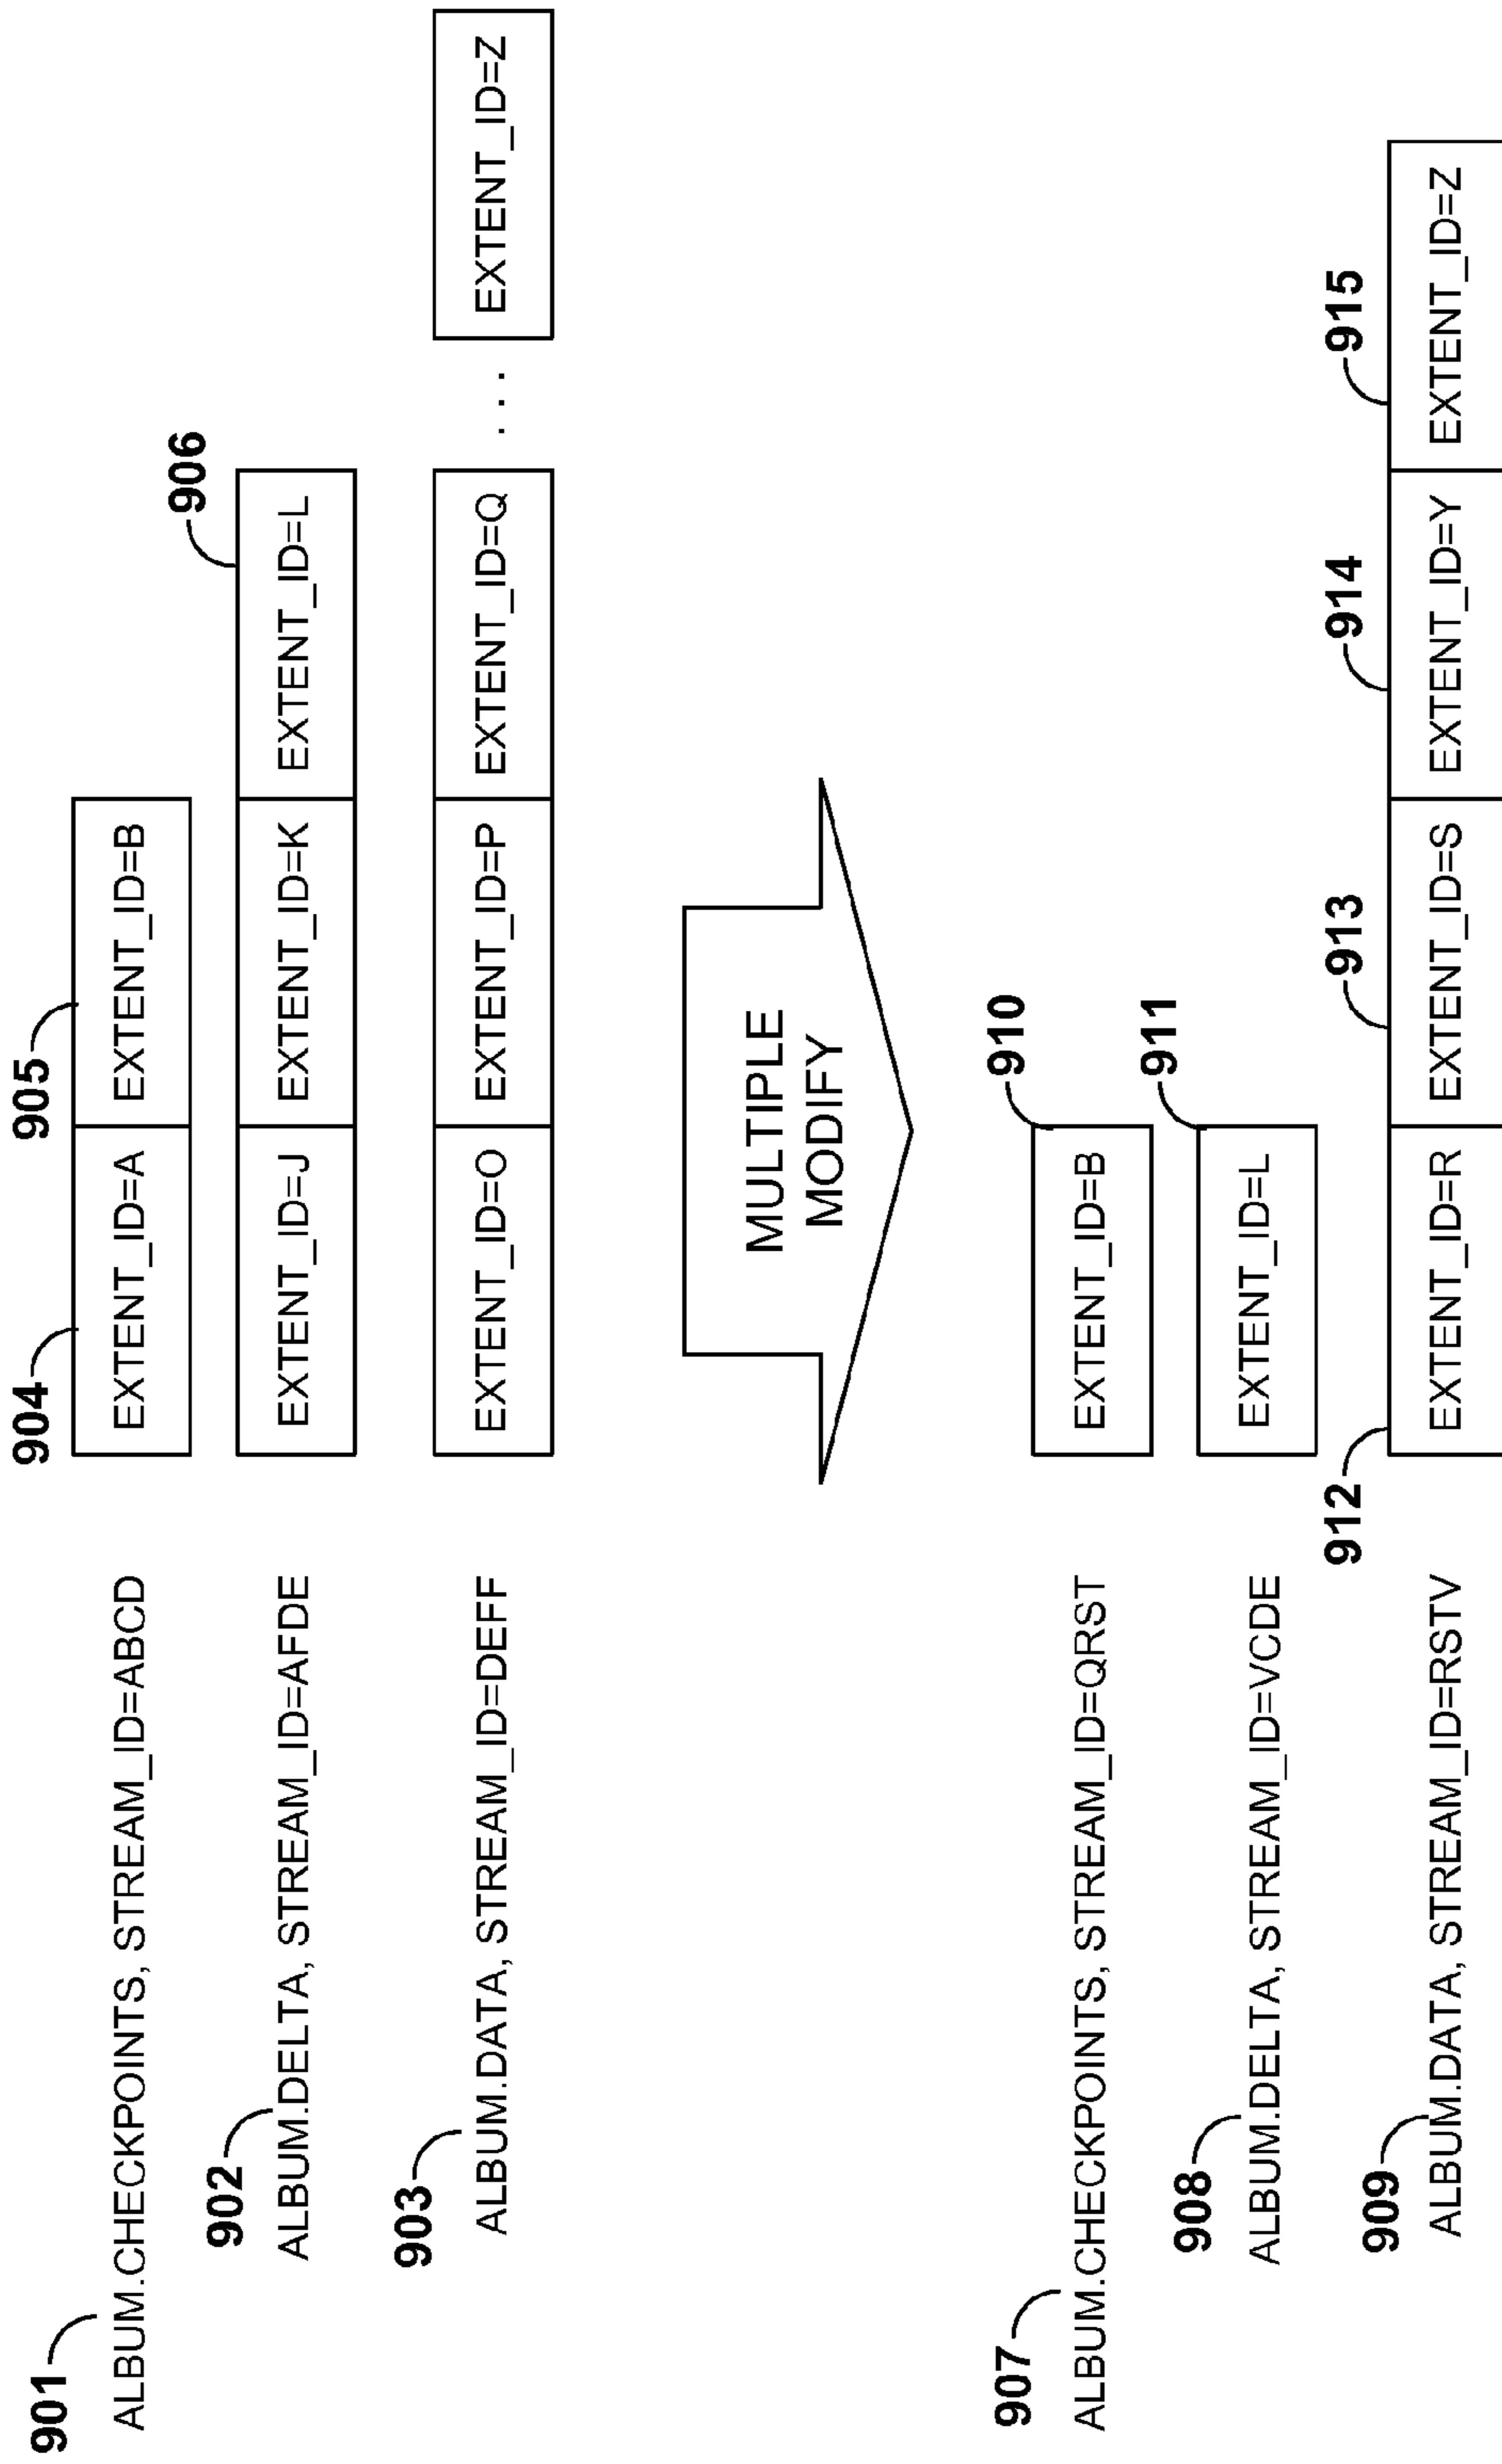 904 905
901 ALBUM.CHECKPOINTS, STREAM_ID=ABCD EXTENT_ID=A EXTENT_ID=B
906
902 ALBUM.DELTA, STREAM_ID=AFDE EXTENT_ID=J EXTENT_ID=K EXTENT_ID=L
903 ALBUM.DATA, STREAM_ID=DEFF EXTENT_ID=O EXTENT_ID=P EXTENT_ID=Q . . . EXTENT_ID=Z
MULTIPLE
MODIFY
910
907 ALBUM.CHECKPOINTS, STREAM_ID=QRST EXTENT_ID=B
911
908 ALBUM.DELTA, STREAM_ID=VCDE EXTENT_ID=L
912 913 914 915
909 ALBUM.DATA, STREAM_ID=RSTV EXTENT_ID=R EXTENT_ID=S EXTENT_ID=Y EXTENT_ID=Z